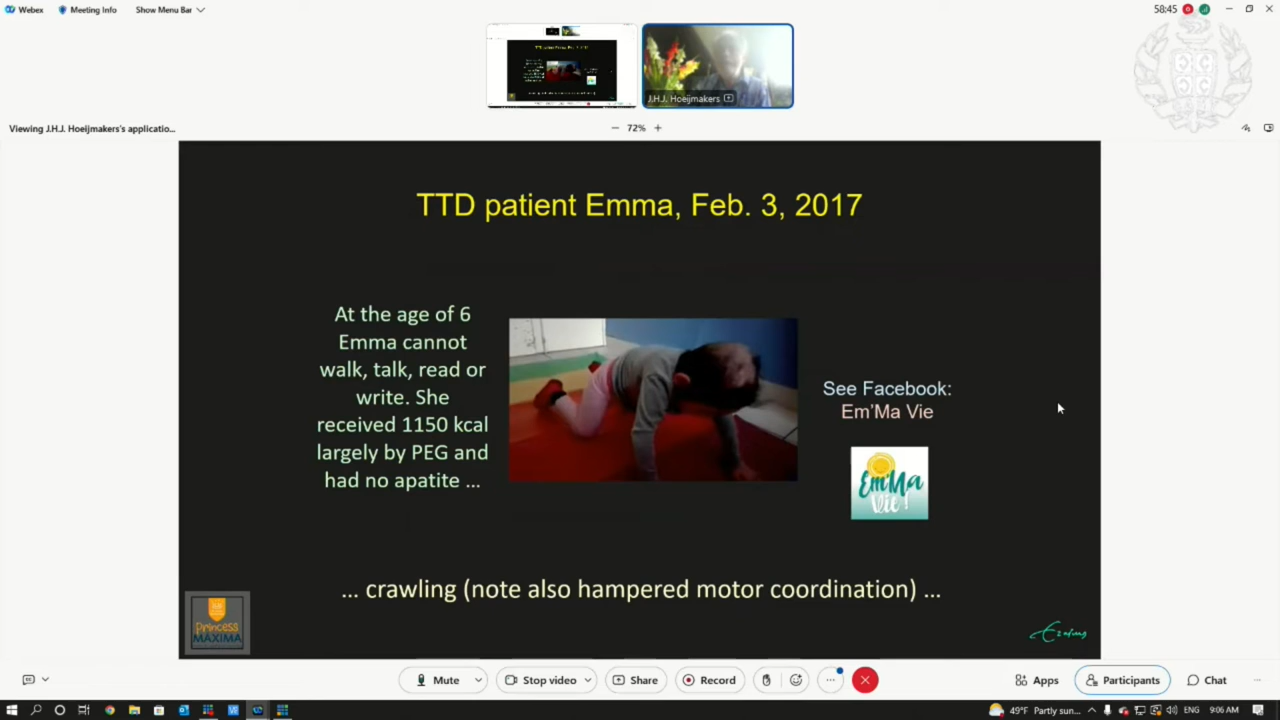 Webex
Meeting Info
Show Menu Bar
58:45
J.H.J. Hoeijmakers
Viewing J.H.J. Hoeijmakers's applicatio...
72%
TTD patient Emma, Feb. 3, 2017
At the age of 6
Emma cannot
walk, talk, read or
write. She
received 1150 kcal
largely by PEG and
had no apatite ...
See Facebook:
Em'Ma Vie
Em'Ma
Vie!
... crawling (note also hampered motor coordination) ...
Princess
MÁXIMA
Erasmus
Mute
Stop video
Share
Record
Apps
Participants
Chat
49°F Partly sun...
ENG
9:06 AM